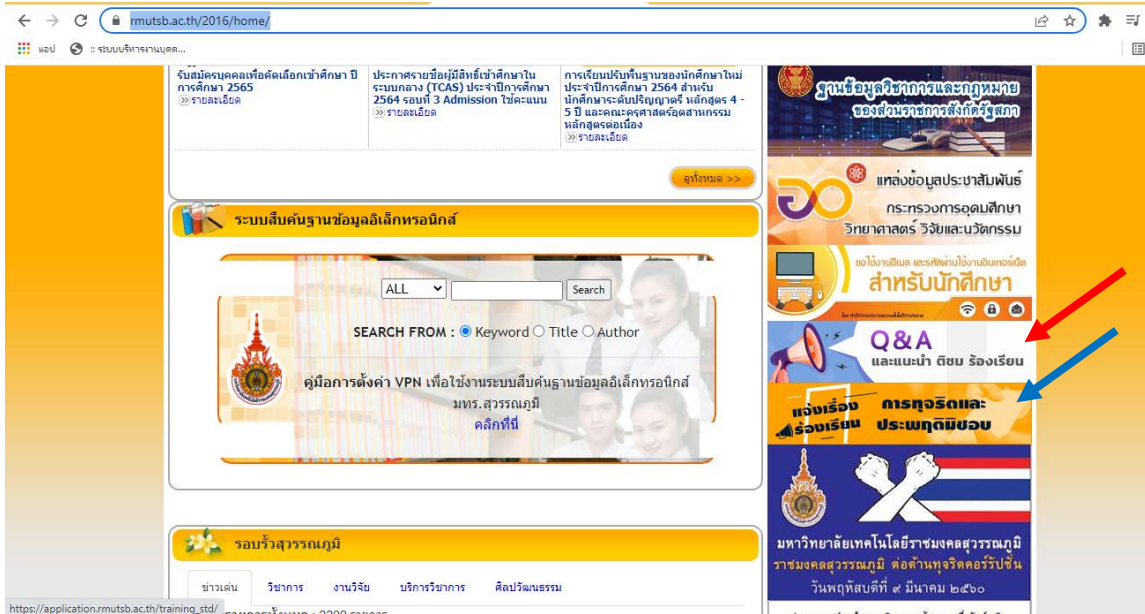 rmutsb.ac.th/2016/home/
แอป
:: ระบบบริหารงานบุคค...
รับสมัครบุคคลเพื่อคัดเลือกเข้าศึกษา ปี
การศึกษา 2565
รายละเอียด
ประกาศรายชื่อผู้มีสิทธิ์เข้าศึกษาใน
ระบบกลาง (TCAS) ประจำปีการศึกษา
2564 รอบที่ 3 Admission ใช้คะแนน
รายละเอียด
การเรียนปรับพื้นฐานของนักศึกษาใหม่
ประจำปีการศึกษา 2564 สำหรับ
นักศึกษาระดับปริญญาตรี หลักสูตร 4 -
5 ปี และคณะครุศาสตร์อุตสาหกรรม
หลักสูตรต่อเนื่อง
รายละเอียด
ดูทั้งหมด >>
ระบบสืบค้นฐานข้อมูลอิเล็กทรอนิกส์
ALL
Search
SEARCH FROM : Keyword Title Author
คู่มือการตั้งค่า VPN เพื่อใช้งานระบบสืบค้นฐานข้อมูลอิเล็กทรอนิกส์
มทร.สุวรรณภูมิ
คลิกที่นี่
รอบรั้วสุวรรณภูมิ
ข่าวเด่น วิชาการ งานวิจัย บริการวิชาการ ศิลปวัฒนธรรม
https://application.rmutsb.ac.th/training_std/
ฐานข้อมูลวิชาการและกฎหมาย
ของส่วนราชการสังกัดรัฐสภา
แหล่งข้อมูลประชาสัมพันธ์
กระทรวงการอุดมศึกษา
วิทยาศาสตร์ วิจัยและนวัตกรรม
ขอใช้งานอีเมล และรหัสผ่านใช้งานอินเทอร์เน็ต
สำหรับนักศึกษา
Q&A
และแนะนำ ติชม ร้องเรียน
แจ้งเรื่อง
ร้องเรียน
การทุจริตและ
ประพฤติมิชอบ
มหาวิทยาลัยเทคโนโลยีราชมงคลสุวรรณภูมิ
ราชมงคลสุวรรณภูมิ ต่อต้านทุจริตคอร์รัปชั่น
วันพฤหัสบดีที่ ๙ มีนาคม ๒๕๖๐